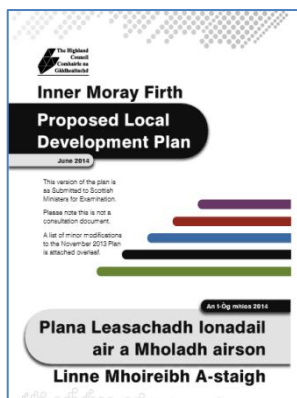 The Highland
Council
Comhairle na
Gàidhealtachd
Inner Moray Firth
Proposed Local
Development Plan
June 2014
This version of the plan is
as Submitted to Scottish
Ministers for Examination.
Please note this is not a
consultation document.
A list of minor modifications
to the November 2013 Plan
is attached overleaf.
An t-Òg mhios 2014
Plana Leasachadh Ionadail
air a Mholadh airson
Linne Mhoireibh A-staigh